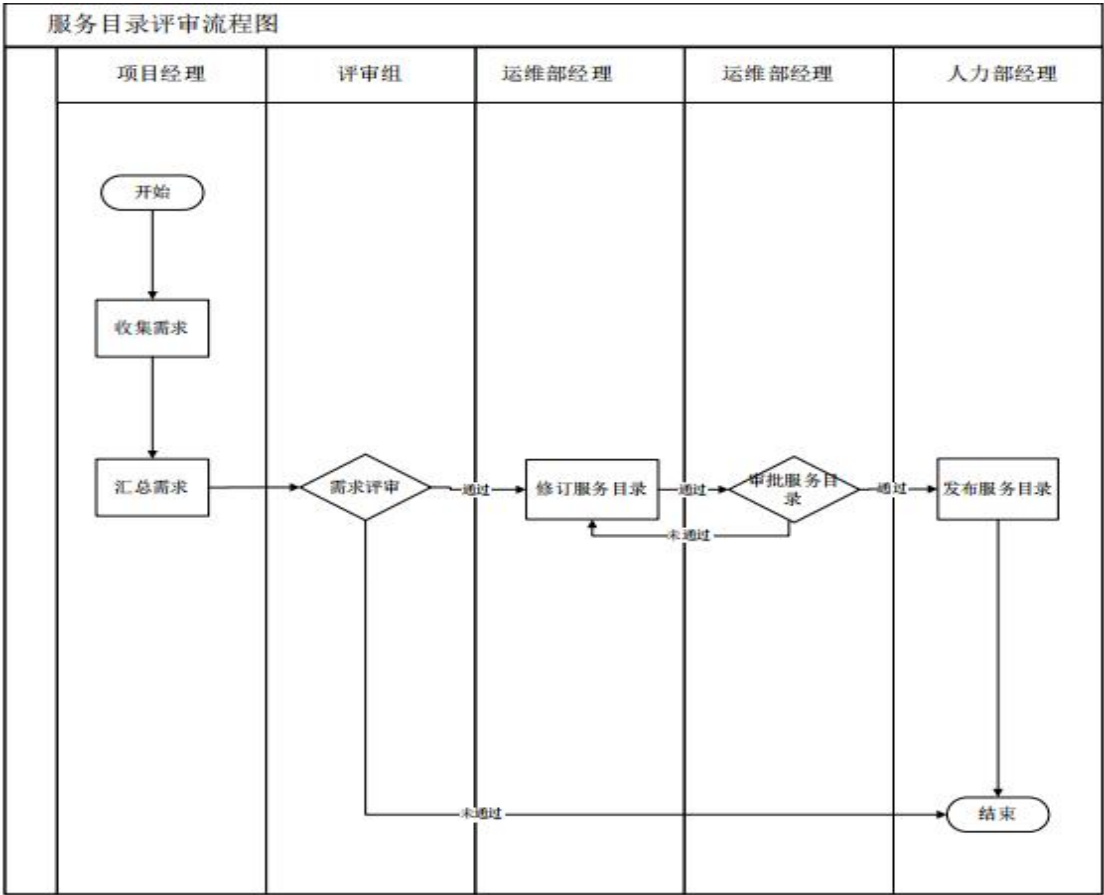 服务目录评审流程图
项目经理
评审组
运维部经理
运维部经理
人力部经理
开始
收集需求
汇总需求
需求评审
通过
修订服务目录
通过
审批服务目
录
通过
发布服务目录
未通过
未通过
结束